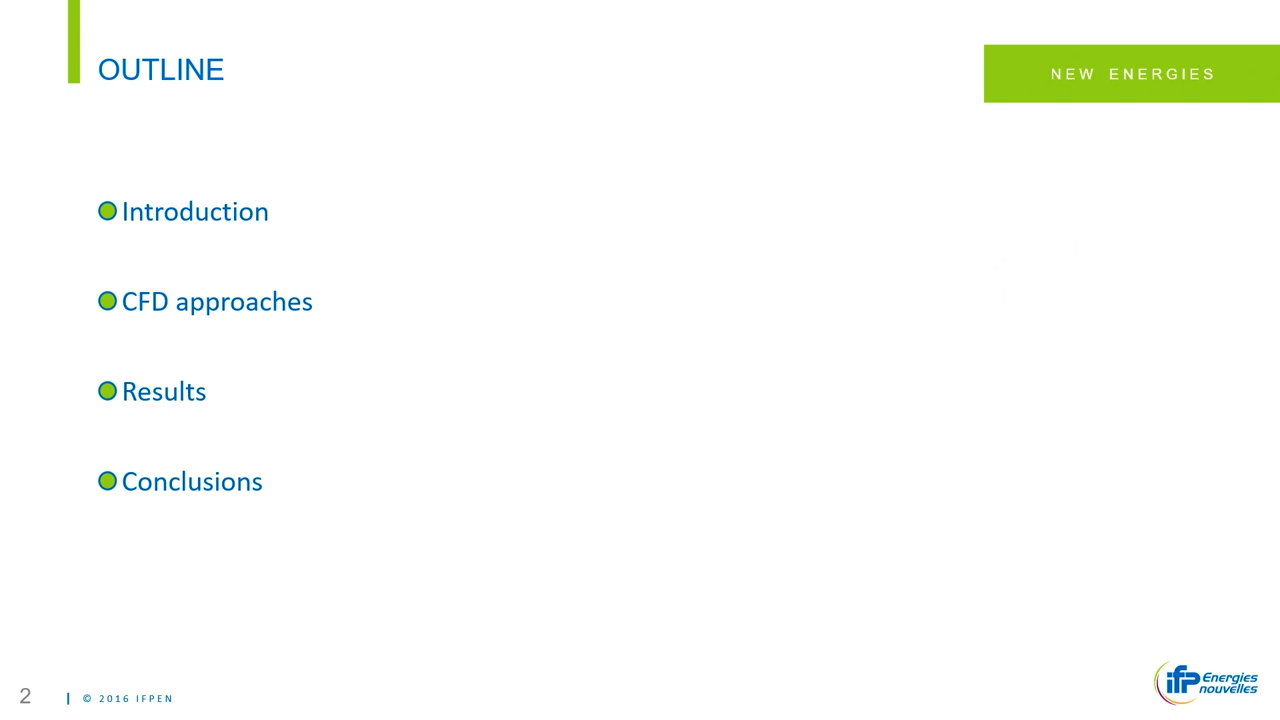 OUTLINE
NEW ENERGIES
Introduction
CFD approaches
Results
Conclusions
2
| © 2016 IFPEN
ifp Energies
nouvelles